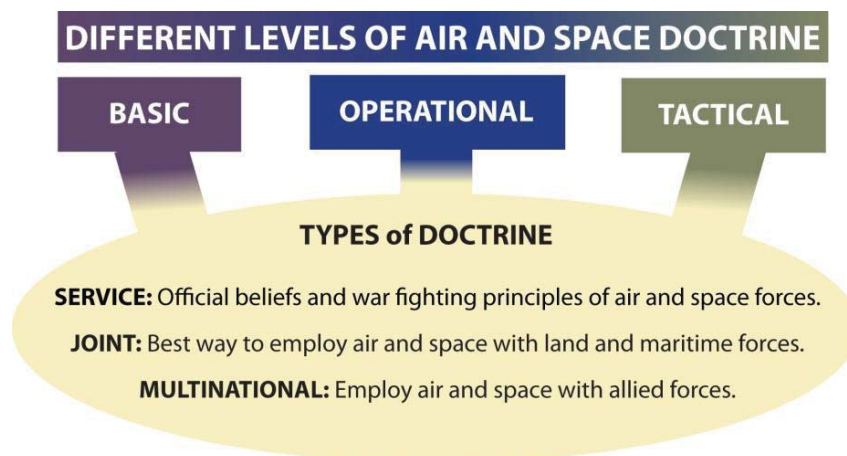 DIFFERENT LEVELS OF AIR AND SPACE DOCTRINE
BASIC
OPERATIONAL
TACTICAL
TYPES of DOCTRINE
SERVICE: Official beliefs and war fighting principles of air and space forces.
JOINT: Best way to employ air and space with land and maritime forces.
MULTINATIONAL: Employ air and space with allied forces.